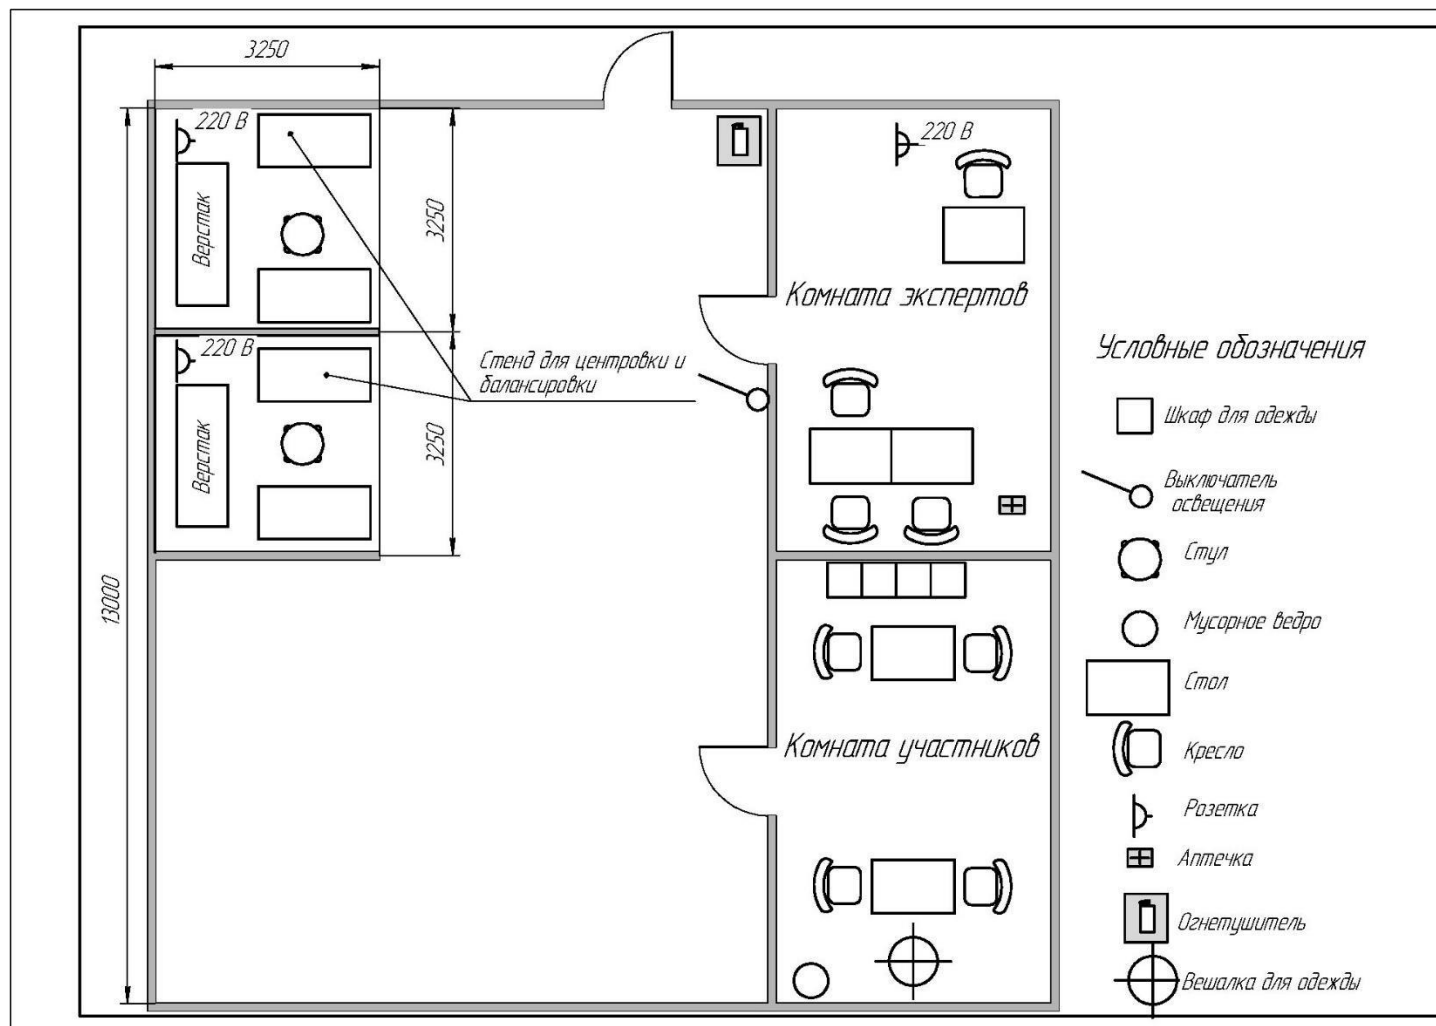 3250
220 В
220 В
Верстак
3250
Комната экспертов
220 В
Стенд для центровки и
балансировки
Верстак
3250
13000
Комната участников
Условные обозначения
Шкаф для одежды
Выключатель
освещения
Стул
Мусорное ведро
Стол
Кресло
Розетка
Аптечка
Огнетушитель
Вешалка для одежды